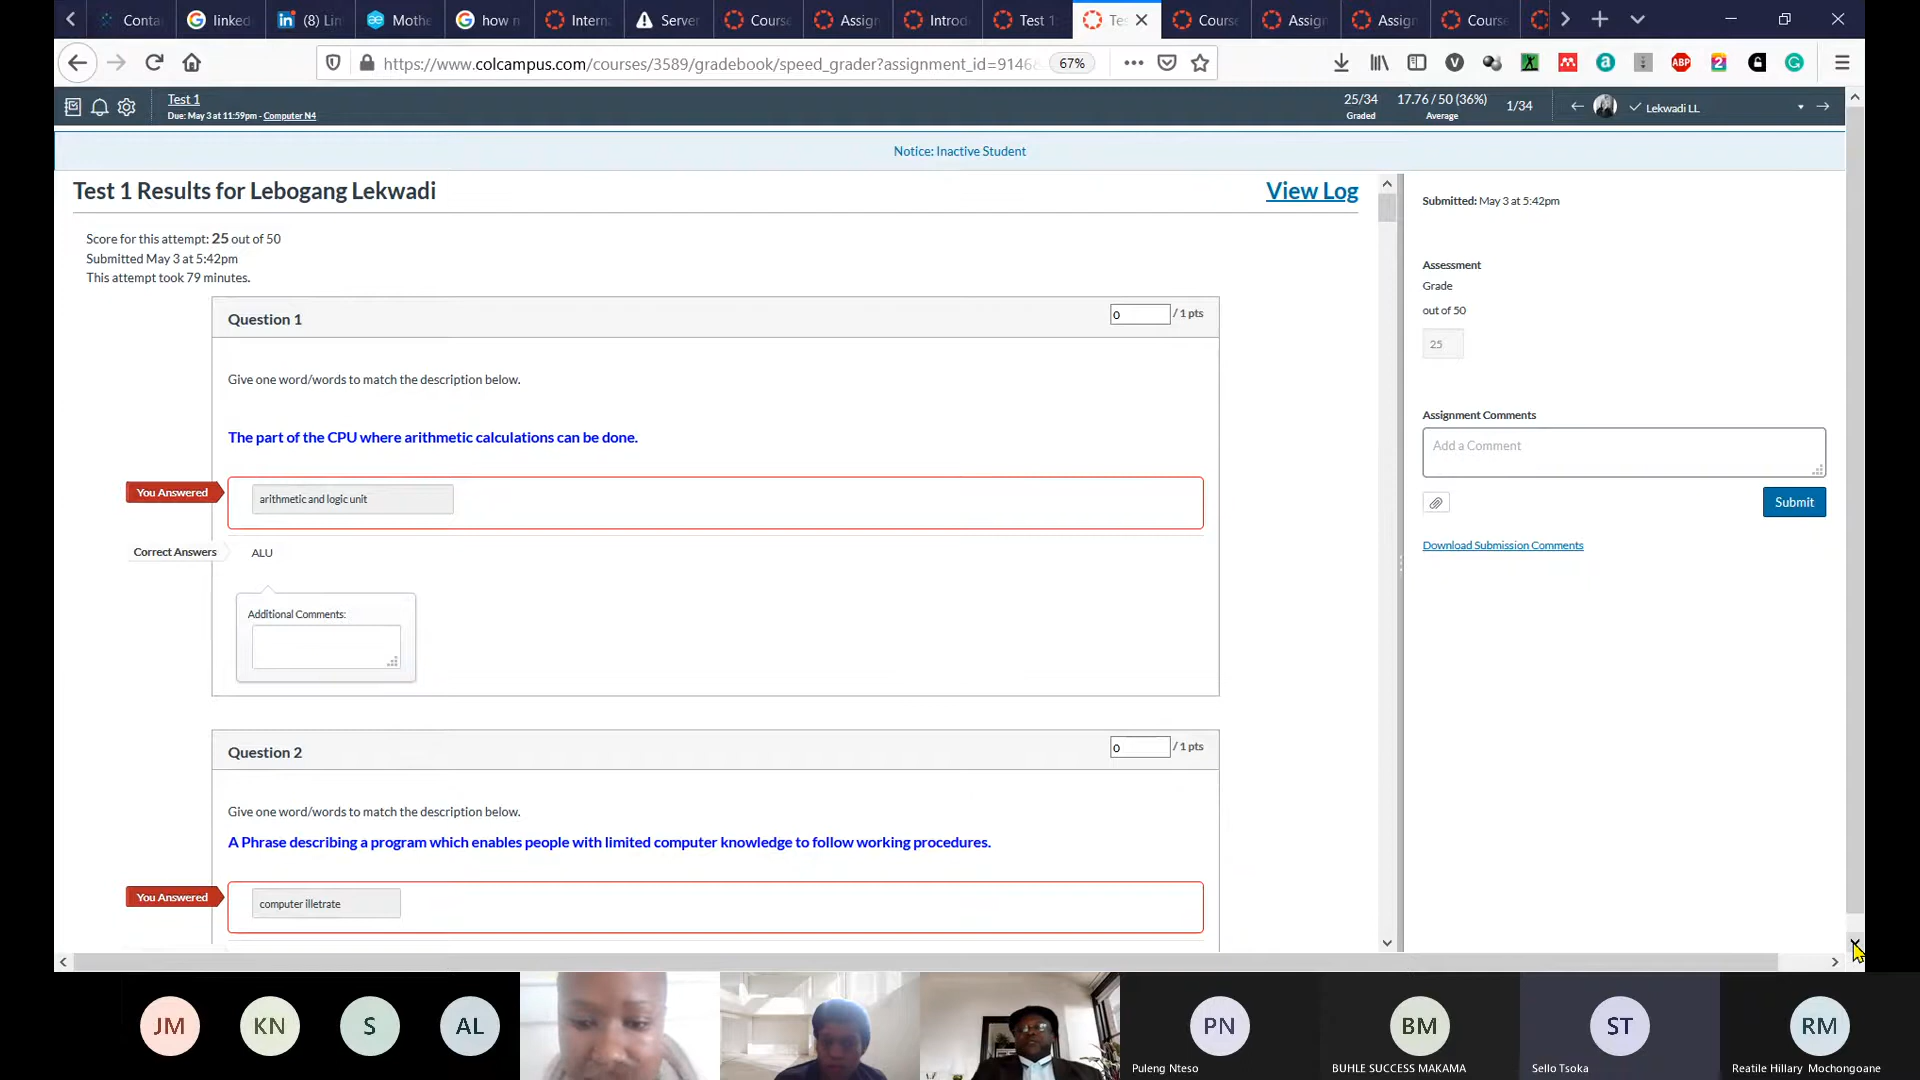 Conta
linked
(8) Lin
Mothe
how n
Intern
Server
Course
Assign
Introd
Test 1
Tes
Course
Assign
Assign
Course
https://www.colcampus.com/courses/3589/gradebook/speed_grader?assignment_id=9146
67%
Test 1
Due: May 3 at 11:59pm - Computer N4
25/34
Graded
17.76 / 50 (36%)
Average
1/34
Lekwadi LL
Notice: Inactive Student
Test 1 Results for Lebogang Lekwadi
View Log
Score for this attempt: 25 out of 50
Submitted May 3 at 5:42pm
This attempt took 79 minutes.
Question 1
0 / 1 pts
Give one word/words to match the description below.
The part of the CPU where arithmetic calculations can be done.
You Answered
arithmetic and logic unit
Correct Answers
ALU
Additional Comments:
Question 2
0 / 1 pts
Give one word/words to match the description below.
A Phrase describing a program which enables people with limited computer knowledge to follow working procedures.
You Answered
computer illetrate
Submitted: May 3 at 5:42pm
Assessment
Grade
out of 50
25
Assignment Comments
Add a Comment
Submit
Download Submission Comments
JM
KN
S
AL
PN
Puleng Nteso
BM
BUHLE SUCCESS MAKAMA
ST
Sello Tsoka
RM
Reatile Hillary Mochongoane